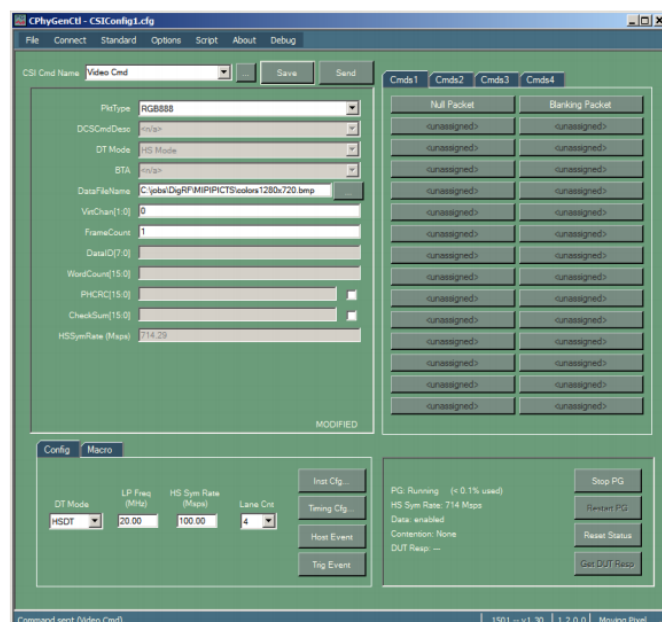 CPhyGenCtl - CSIConfig1.cfg
File Connect Standard Options Script About Debug
CSI Cmd Name Video Cmd ... Save Send
PktType RGB888
DCSCmdDesc <n/a>
DT Mode HS Mode
BTA <n/a>
DataFileName C:\jobs\DigRF\MIPIPICTS\colors1280x720.bmp ...
VirtChan[1:0] 0
FrameCount 1
DataID[7:0]
WordCount[15:0]
PHCRC[15:0]
CheckSum[15:0]
HSSymRate (Msps) 714.29
MODIFIED
Cmds1 Cmds2 Cmds3 Cmds4
Null Packet Blanking Packet
<unassigned> <unassigned>
<unassigned> <unassigned>
<unassigned> <unassigned>
<unassigned> <unassigned>
<unassigned> <unassigned>
<unassigned> <unassigned>
<unassigned> <unassigned>
<unassigned> <unassigned>
<unassigned> <unassigned>
<unassigned> <unassigned>
<unassigned> <unassigned>
<unassigned> <unassigned>
<unassigned> <unassigned>
<unassigned> <unassigned>
Config Macro
DT Mode
HSDT
LP Freq
(MHz)
20.00
HS Sym Rate
(Msps)
100.00
Lane Cnt
4
Inst Cfg...
Timing Cfg...
Host Event
Trig Event
PG: Running (< 0.1% used)
HS Sym Rate: 714 Msps
Data: enabled
Contention: None
DUT Resp: ---
Stop PG
Restart PG
Reset Status
Get DUT Resp
Command sent (Video Cmd) 1501 -- v1.30 1.2.0.0 Moving Pixel